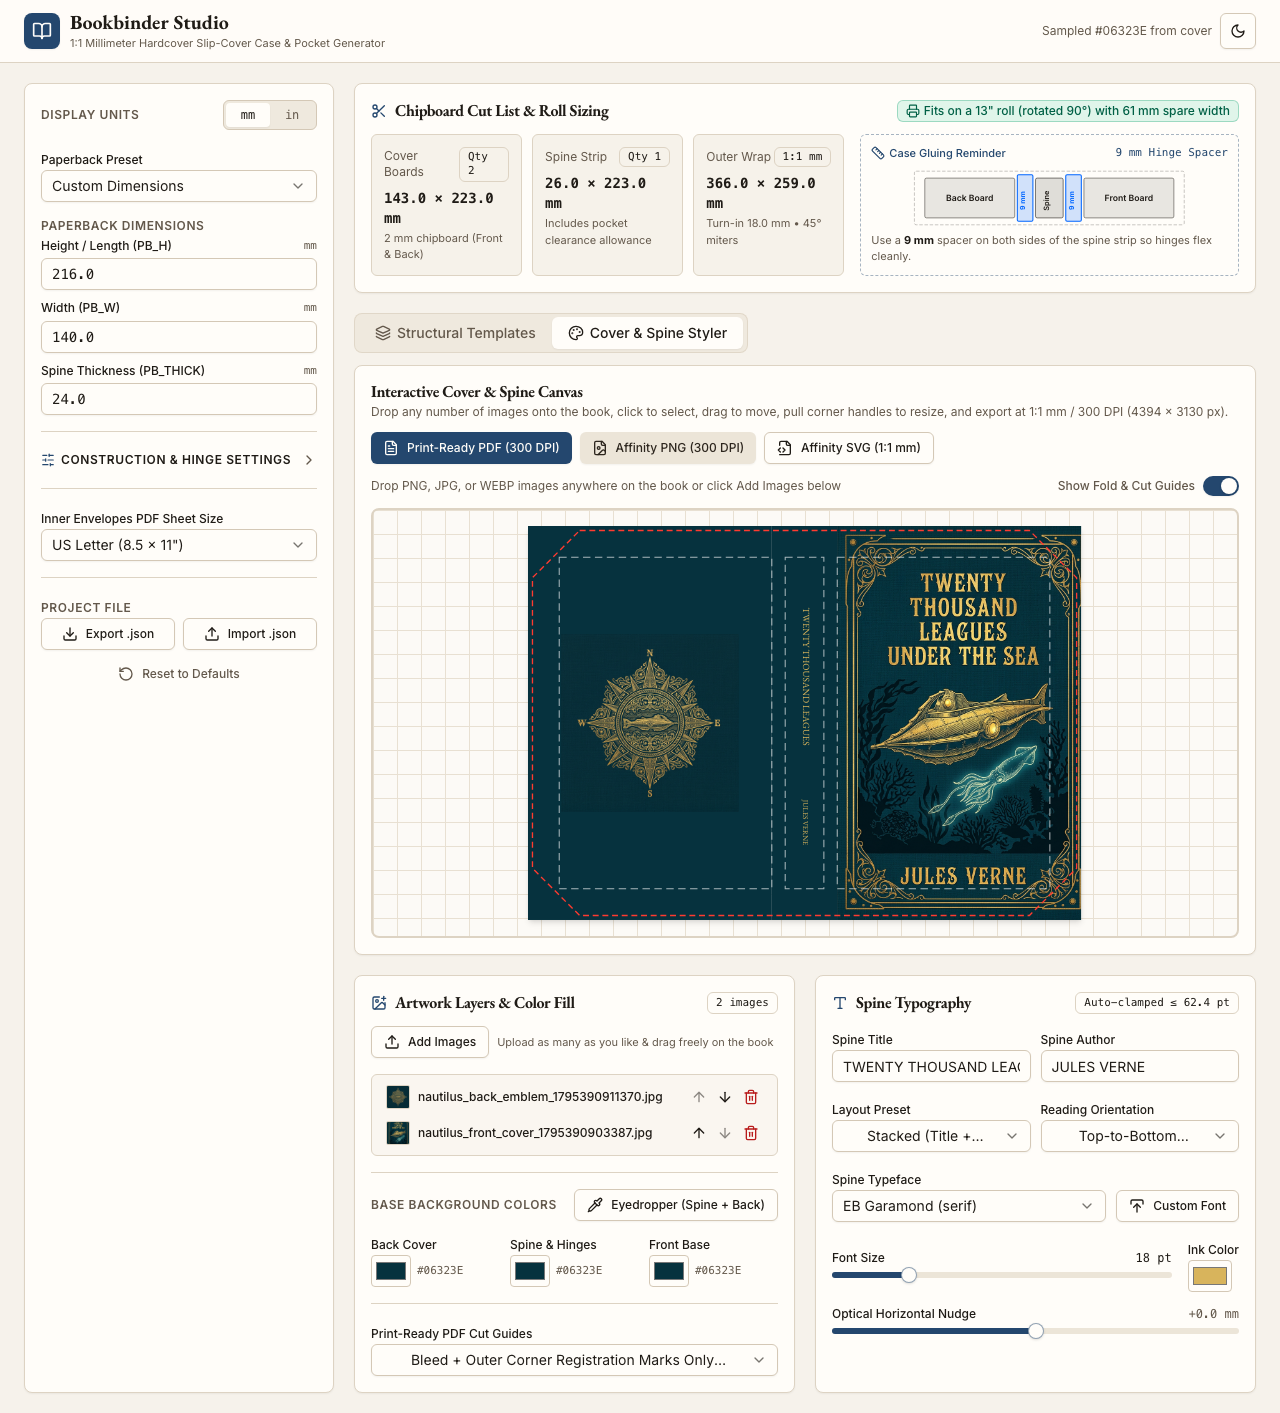 Bookbinder Studio
1:1 Millimeter Hardcover Slip-Cover Case & Pocket Generator
Sampled #06323E from cover
DISPLAY UNITS
mm
in
Paperback Preset
Custom Dimensions
PAPERBACK DIMENSIONS
Height / Length (PB_H)
mm
216.0
Width (PB_W)
mm
140.0
Spine Thickness (PB_THICK)
mm
24.0
CONSTRUCTION & HINGE SETTINGS
Inner Envelopes PDF Sheet Size
US Letter (8.5 × 11")
PROJECT FILE
Export .json
Import .json
Reset to Defaults
Chipboard Cut List & Roll Sizing
Fits on a 13" roll (rotated 90°) with 61 mm spare width
Cover
Boards
Qty
2
143.0 × 223.0
mm
2 mm chipboard (Front
& Back)
Spine Strip
Qty 1
26.0 × 223.0
mm
Includes pocket
clearance allowance
Outer Wrap
1:1 mm
366.0 × 259.0
mm
Turn-in 18.0 mm • 45°
miters
Case Gluing Reminder
9 mm Hinge Spacer
Back Board
9 mm
Spine
9 mm
Front Board
Use a 9 mm spacer on both sides of the spine strip so hinges flex
cleanly.
Structural Templates
Cover & Spine Styler
Interactive Cover & Spine Canvas
Drop any number of images onto the book, click to select, drag to move, pull corner handles to resize, and export at 1:1 mm / 300 DPI (4394 × 3130 px).
Print-Ready PDF (300 DPI)
Affinity PNG (300 DPI)
Affinity SVG (1:1 mm)
Drop PNG, JPG, or WEBP images anywhere on the book or click Add Images below
Show Fold & Cut Guides
N
W
E
S
TWENTY THOUSAND LEAGUES
JULES VERNE
TWENTY
THOUSAND
LEAGUES
UNDER THE SEA
JULES VERNE
Artwork Layers & Color Fill
2 images
Add Images
Upload as many as you like & drag freely on the book
nautilus_back_emblem_1795390911370.jpg
nautilus_front_cover_1795390903387.jpg
BASE BACKGROUND COLORS
Eyedropper (Spine + Back)
Back Cover
#06323E
Spine & Hinges
#06323E
Front Base
#06323E
Print-Ready PDF Cut Guides
Bleed + Outer Corner Registration Marks Only...
Spine Typography
Auto-clamped ≤ 62.4 pt
Spine Title
TWENTY THOUSAND LEAG
Spine Author
JULES VERNE
Layout Preset
Stacked (Title +...
Reading Orientation
Top-to-Bottom...
Spine Typeface
EB Garamond (serif)
Custom Font
Font Size
18 pt
Ink Color
Optical Horizontal Nudge
+0.0 mm